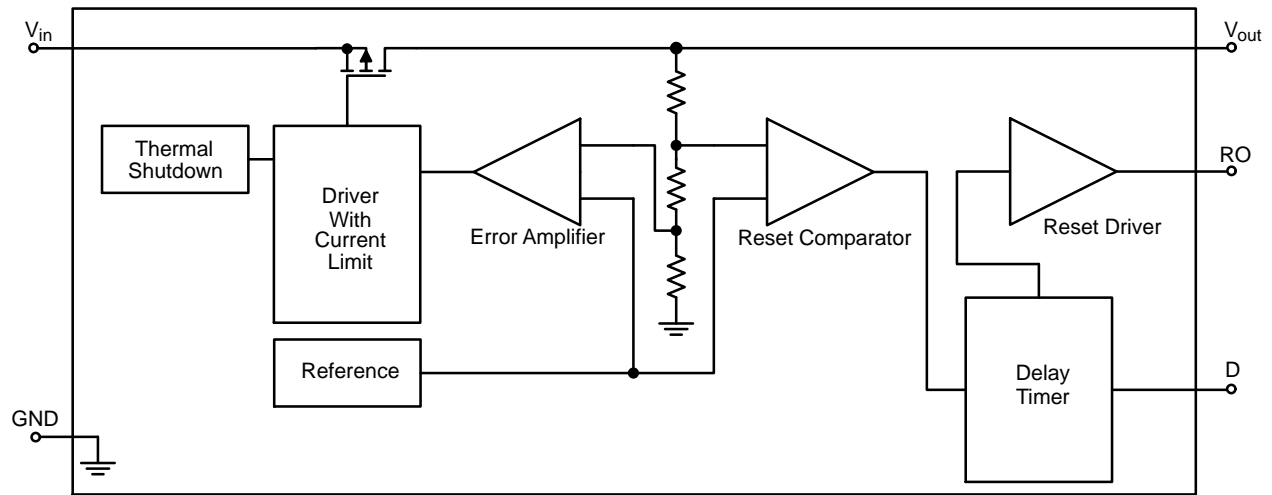 Vin
Vout
Thermal
Shutdown
Driver
With
Current
Limit
Error Amplifier
Reset Comparator
Reset Driver
RO
Reference
Delay
Timer
D
GND